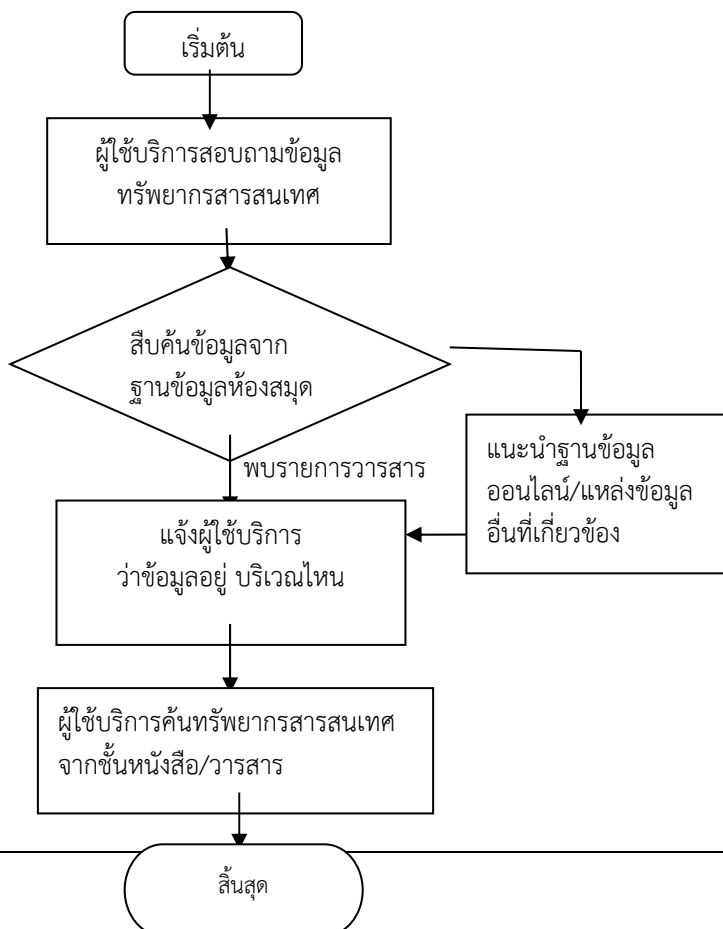 เริ่มต้น
ผู้ใช้บริการสอบถามข้อมูล
ทรัพยากรสารสนเทศ
สืบค้นข้อมูลจาก
ฐานข้อมูลห้องสมุด
พบรายการวารสาร
แนะนำฐานข้อมูล
ออนไลน์/แหล่งข้อมูล
อื่นที่เกี่ยวข้อง
แจ้งผู้ใช้บริการ
ว่าข้อมูลอยู่ บริเวณไหน
ผู้ใช้บริการค้นทรัพยากรสารสนเทศ
จากชั้นหนังสือ/วารสาร
สิ้นสุด